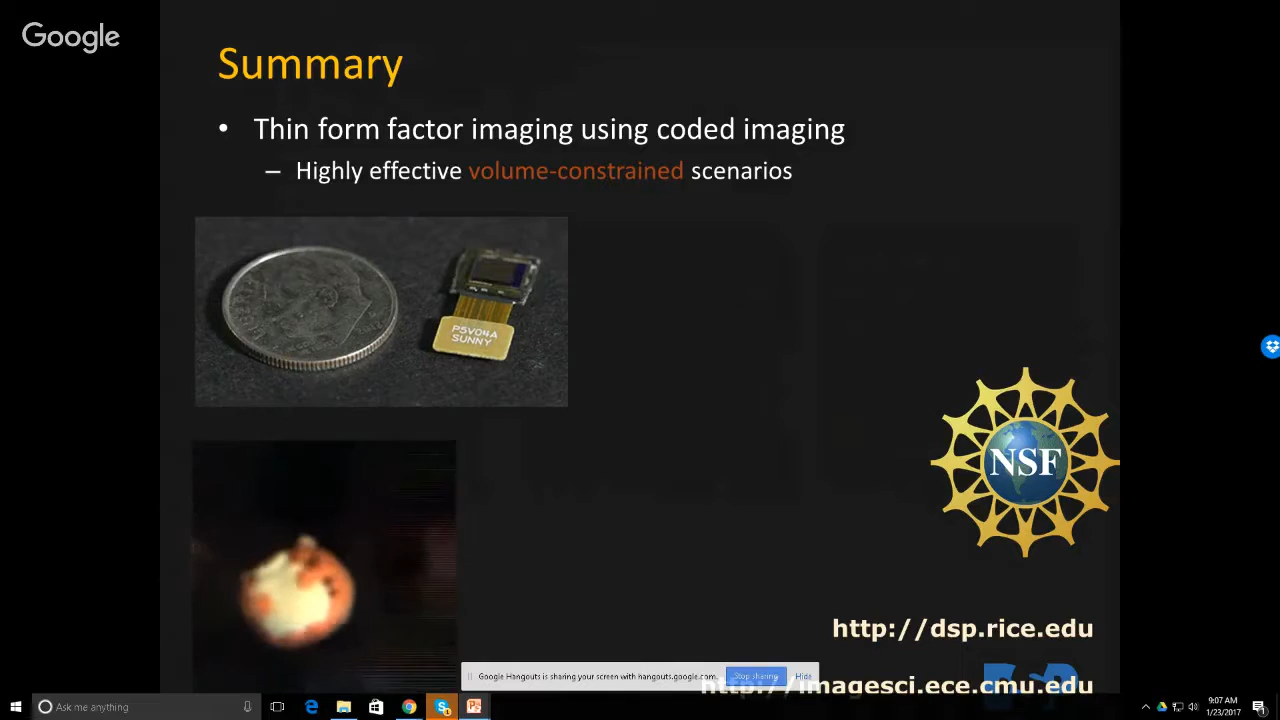 Google
Summary
• Thin form factor imaging using coded imaging
– Highly effective volume-constrained scenarios
P5V04A
SUNNY
NSF
http://dsp.rice.edu
Google Hangouts is sharing your screen with hangouts.google.com.
Stop sharing
Hide
http://imagesci.ece.cmu.edu
Ask me anything
9:07 AM
1/23/2017